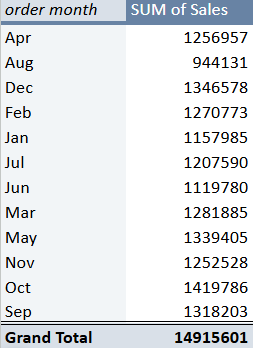 order month SUM of Sales
Apr 1256957
Aug 944131
Dec 1346578
Feb 1270773
Jan 1157985
Jul 1207590
Jun 1119780
Mar 1281885
May 1339405
Nov 1252528
Oct 1419786
Sep 1318203
Grand Total 14915601